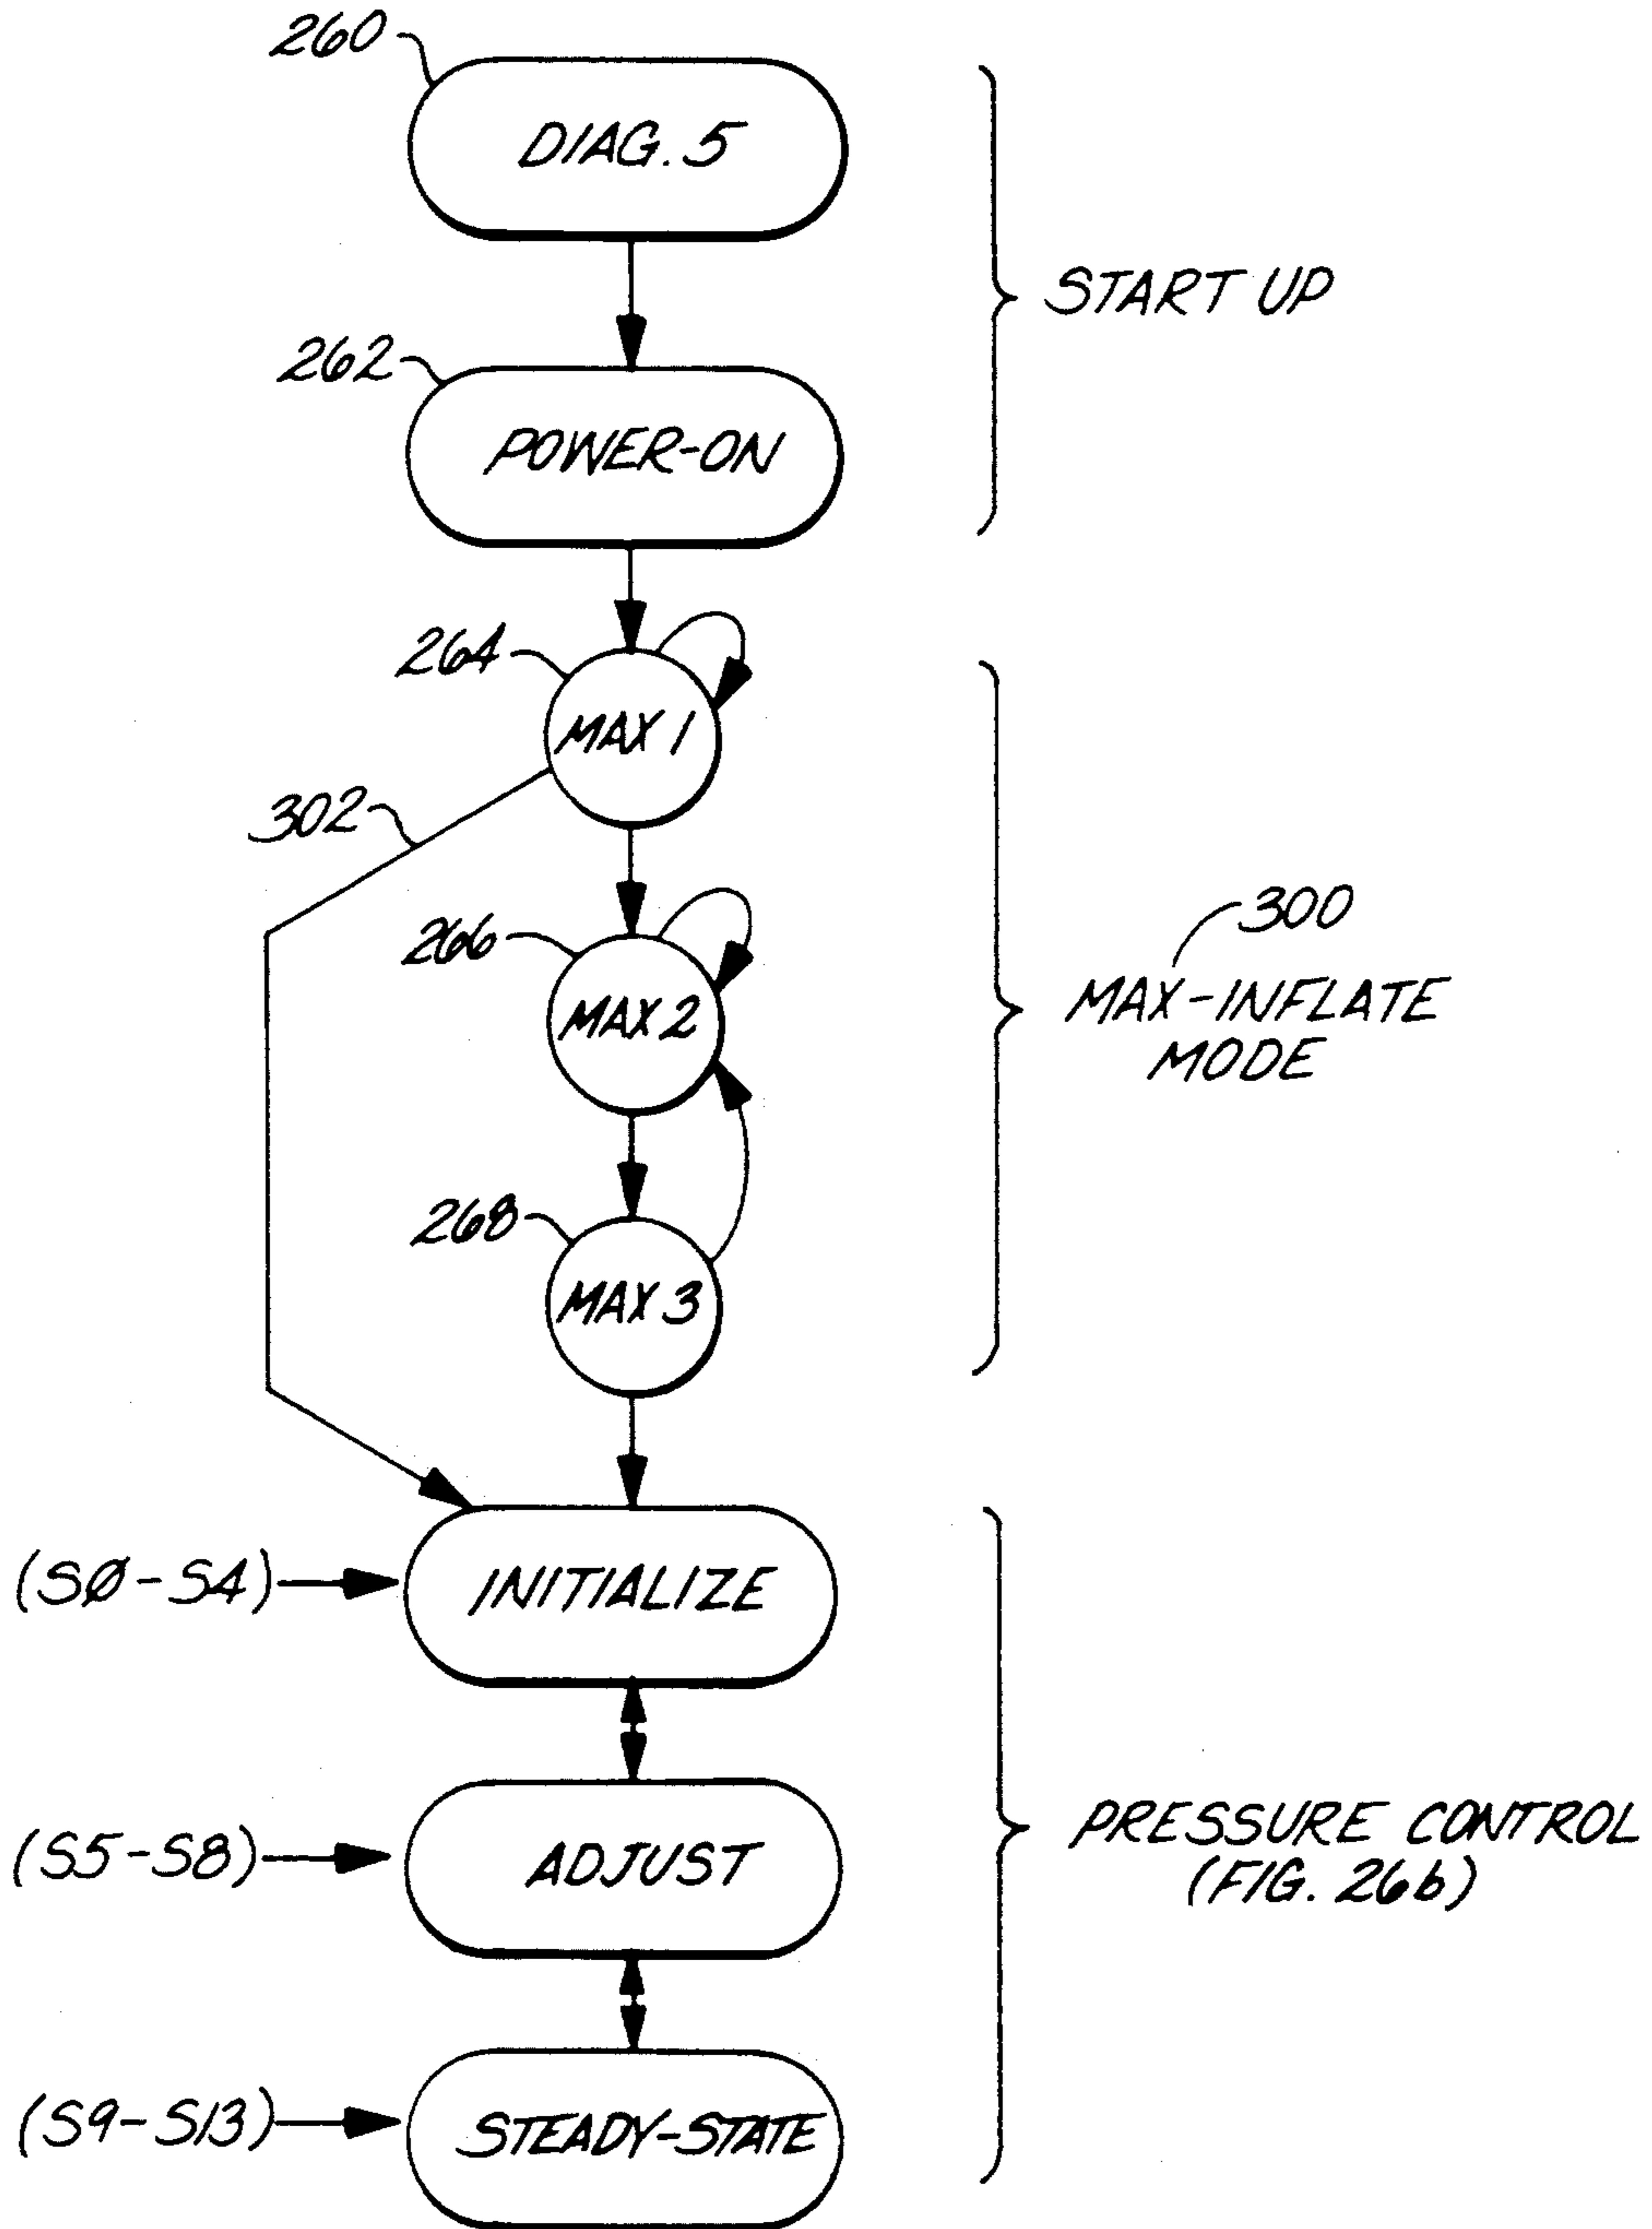 260
DIAG. 5
START UP
262
POWER-ON
264
MAX 1
302
300
266
MAX 2
MAX-INFLATE
MODE
268
MAX 3
(SØ-S4)
INITIALIZE
(S5-S8)
ADJUST
PRESSURE CONTROL
(FIG. 26b)
(S9-S13)
STEADY-STATE